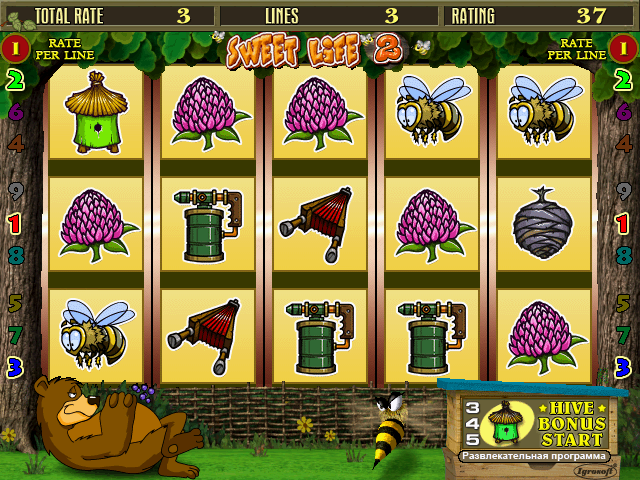 TOTAL RATE 3 LINES 3 RATING 37
1 RATE PER LINE
SWEET LIFE 2
RATE PER LINE 1
2 2
6 6
4 4
9 9
1 1
8 8
5 5
7 7
3 3
3 4 5
HIVE BONUS START
Развлекательная программа
Igrosoft